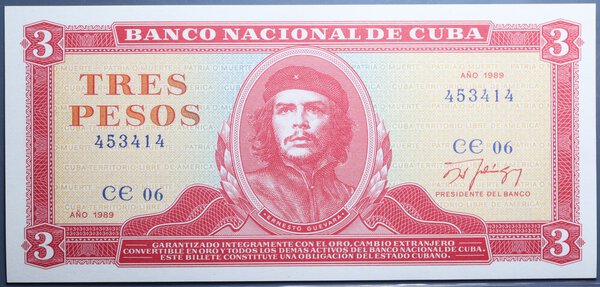 3 BANCO NACIONAL DE CUBA 3
TRES
PESOS
453414
CE 06
AÑO 1989
AÑO 1989
453414
CE 06
PRESIDENTE DEL BANCO
ERNESTO GUEVARA
3 3
GARANTIZADO INTEGRAMENTE CON EL ORO, CAMBIO EXTRANJERO
CONVERTIBLE EN ORO Y TODOS LOS DEMAS ACTIVOS DEL BANCO NACIONAL DE CUBA.
ESTE BILLETE CONSTITUYE UNA OBLIGACION DEL ESTADO CUBANO.